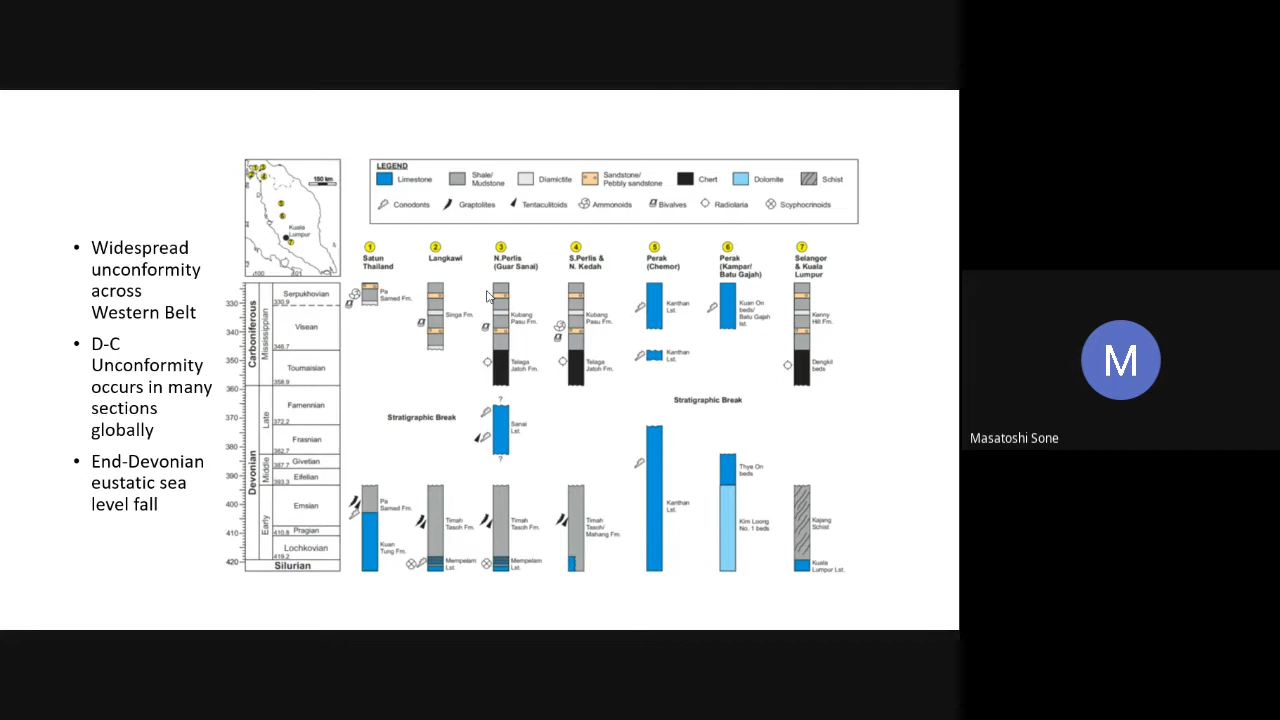 • Widespread
unconformity
across
Western Belt
• D-C
Unconformity
occurs in many
sections
globally
• End-Devonian
eustatic sea
level fall
150 km
Kuala
Lumpur
100
101
LEGEND
Limestone
Shale/
Mudstone
Diamictite
Sandstone/
Pebbly sandstone
Chert
Dolomite
Schist
Conodonts
Graptolites
Tentaculitoids
Ammonoids
Bivalves
Radiolaria
Scyphocrinoids
1
Satun
Thailand
2
Langkawi
3
N.Perlis
(Guar Sanai)
4
S.Perlis &
N. Kedah
5
Perak
(Chemor)
6
Perak
(Kampar/
Batu Gajah)
7
Selangor
& Kuala
Lumpur
330
340
350
360
370
380
390
400
410
420
Carboniferous
Mississippian
Devonian
Late
Middle
Early
Serpukhovian
330.9
Visean
346.7
Tournaisian
358.9
Famennian
372.2
Frasnian
382.7
Givetian
387.7
Eifelian
393.3
Emsian
Pragian
410.8
Lochkovian
419.2
Silurian
Pa
Samed Fm.
Pa
Samed Fm.
Kuan
Tung Fm.
Singa Fm.
Stratigraphic Break
Timah
Tasoh Fm.
Mempelam
Lst.
Kubang
Pasu Fm.
Telaga
Jatoh Fm.
?
Sanai
Lst.
?
Timah
Tasoh Fm.
Mempelam
Lst.
Kubang
Pasu Fm.
Telaga
Jatoh Fm.
Timah
Tasoh/
Mahang Fm.
Kanthan
Lst.
Kanthan
Lst.
Stratigraphic Break
Kanthan
Lst.
Kuan On
beds/
Batu Gajah
lst.
Thye On
beds
Kim Loong
No. 1 beds
Kenny
Hill Fm.
Dengkil
beds
Kajang
Schist
Kuala
Lumpur Lst.
M
Masatoshi Sone